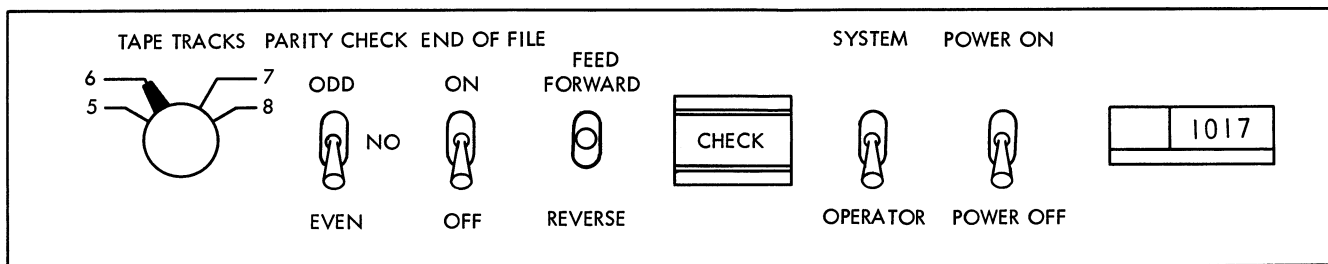 TAPE TRACKS
6
7
5
8
PARITY CHECK
ODD
NO
EVEN
END OF FILE
ON
OFF
FEED
FORWARD
REVERSE
CHECK
SYSTEM
OPERATOR
POWER ON
POWER OFF
1017